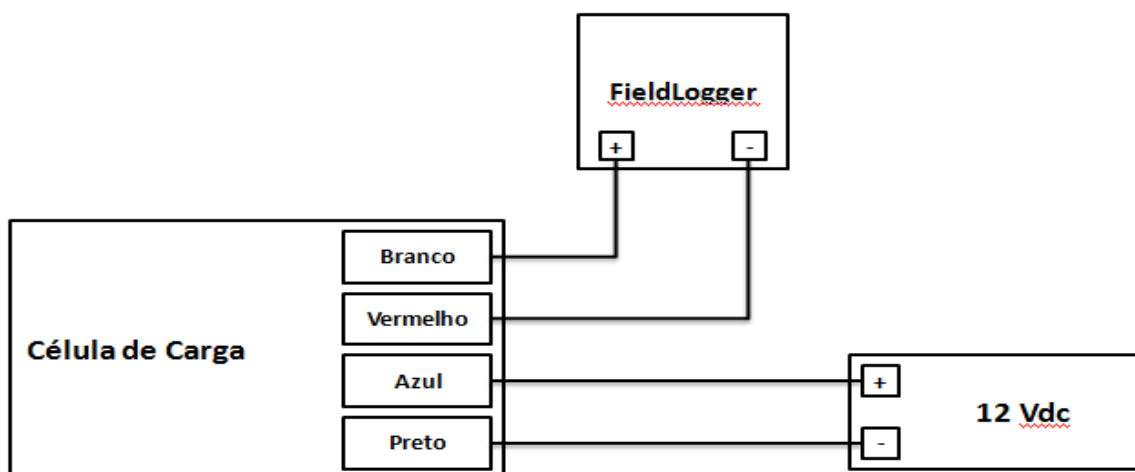 FieldLogger
+ -
Branco
Vermelho
Célula de Carga
Azul
+
12 Vdc
Preto
-